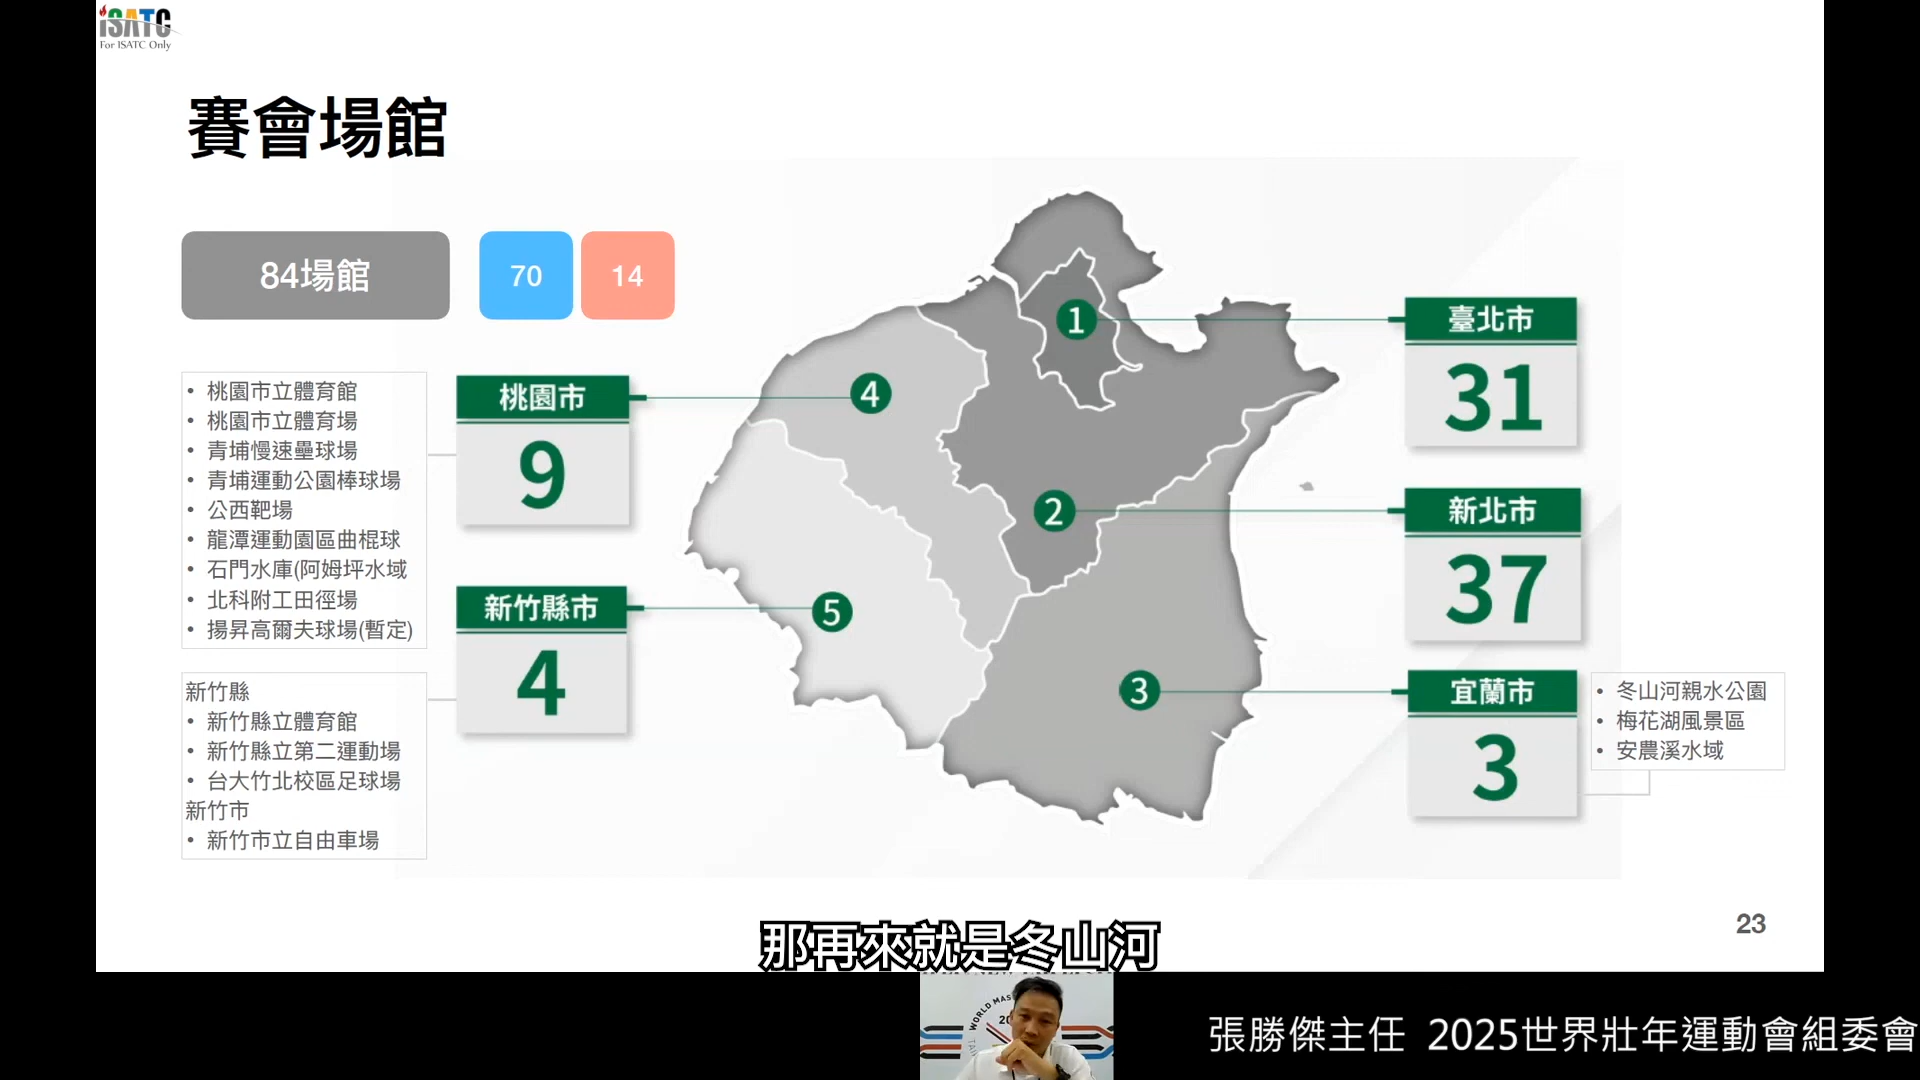 iSATC
For ISATC Only
賽會場館
84場館
70
14
桃園市立體育館
桃園市立體育場
青埔慢速壘球場
青埔運動公園棒球場
公西靶場
龍潭運動園區曲棍球
石門水庫(阿姆坪水域
北科附工田徑場
揚昇高爾夫球場(暫定)
桃園市
9
新竹縣
新竹縣立體育館
新竹縣立第二運動場
台大竹北校區足球場
新竹市
新竹市立自由車場
新竹縣市
4
1
4
2
5
3
臺北市
31
新北市
37
宜蘭市
3
冬山河親水公園
梅花湖風景區
安農溪水域
23
那再來就是冬山河
WORLD MAS
張勝傑主任 2025世界壯年運動會組委會